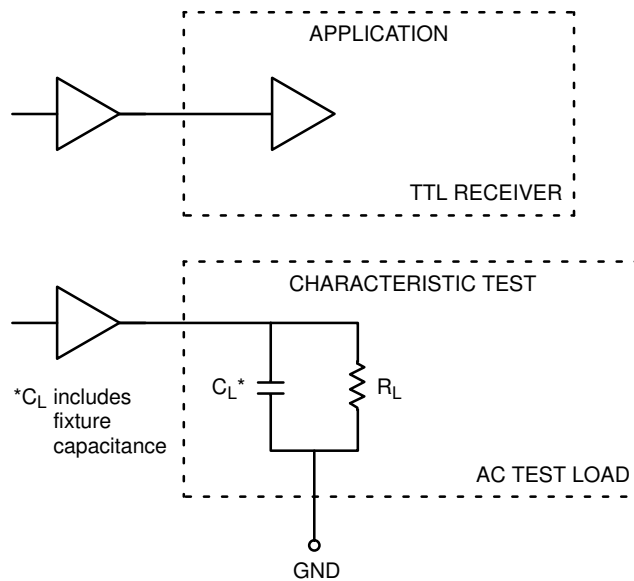 APPLICATION
TTL RECEIVER
CHARACTERISTIC TEST
*CL includes
fixture
capacitance
CL*
RL
AC TEST LOAD
GND